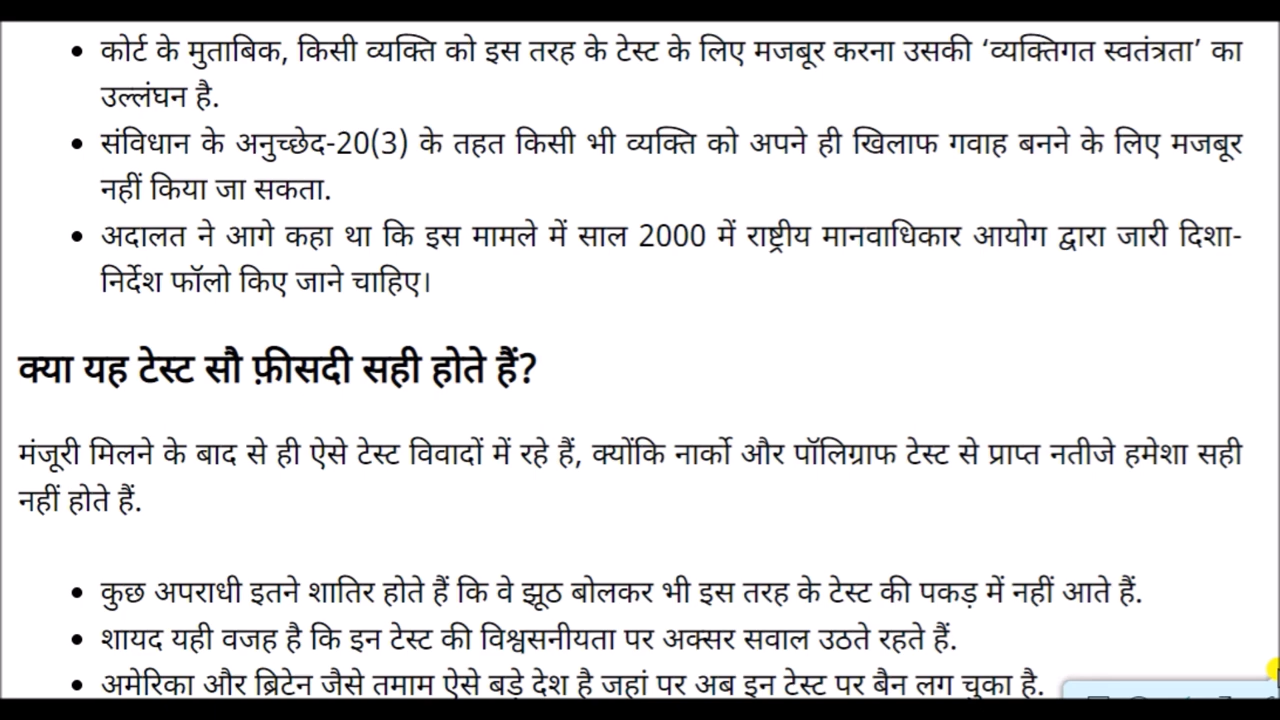 • कोर्ट के मुताबिक, किसी व्यक्ति को इस तरह के टेस्ट के लिए मजबूर करना उसकी ‘व्यक्तिगत स्वतंत्रता’ का
उल्लंघन है.
• संविधान के अनुच्छेद-20(3) के तहत किसी भी व्यक्ति को अपने ही खिलाफ गवाह बनने के लिए मजबूर
नहीं किया जा सकता.
• अदालत ने आगे कहा था कि इस मामले में साल 2000 में राष्ट्रीय मानवाधिकार आयोग द्वारा जारी दिशा-
निर्देश फॉलो किए जाने चाहिए।
क्या यह टेस्ट सौ फ़ीसदी सही होते हैं?
मंजूरी मिलने के बाद से ही ऐसे टेस्ट विवादों में रहे हैं, क्योंकि नार्को और पॉलिग्राफ टेस्ट से प्राप्त नतीजे हमेशा सही
नहीं होते हैं.
• कुछ अपराधी इतने शातिर होते हैं कि वे झूठ बोलकर भी इस तरह के टेस्ट की पकड़ में नहीं आते हैं.
• शायद यही वजह है कि इन टेस्ट की विश्वसनीयता पर अक्सर सवाल उठते रहते हैं.
• अमेरिका और ब्रिटेन जैसे तमाम ऐसे बड़े देश है जहां पर अब इन टेस्ट पर बैन लग चुका है.